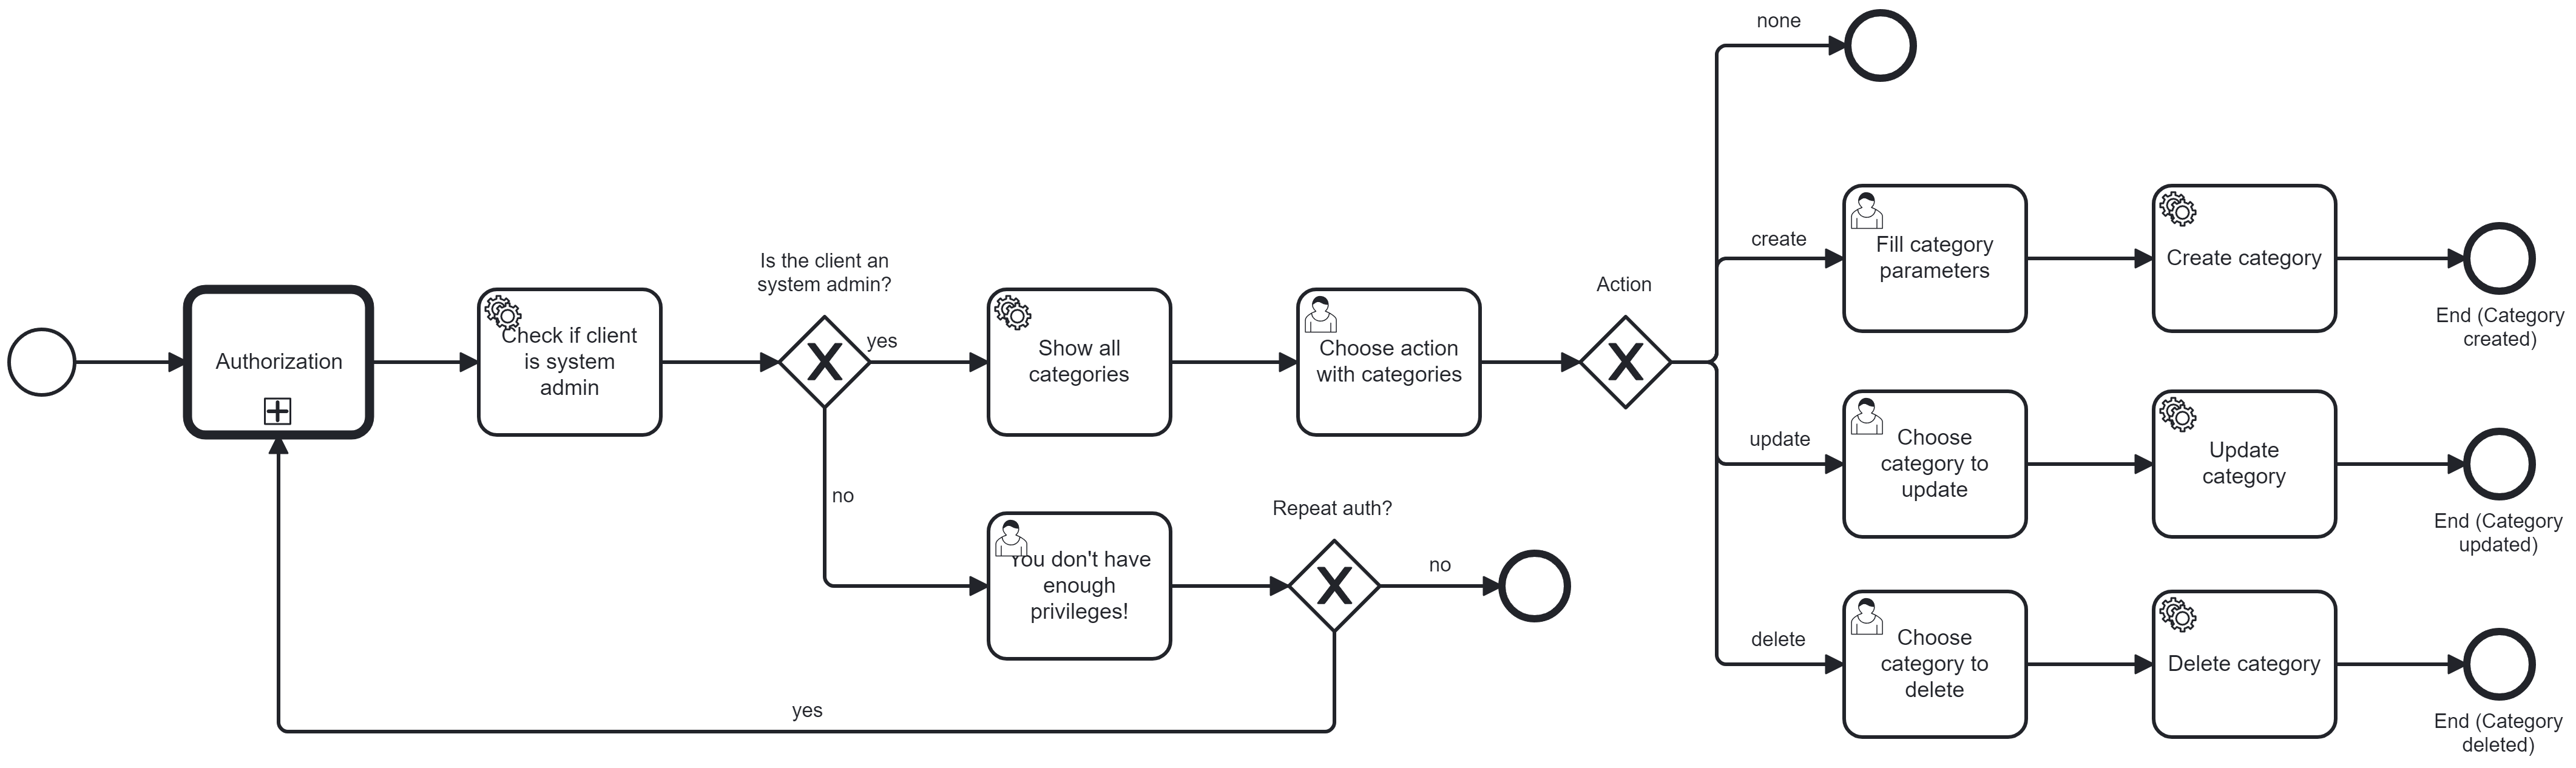 none
Is the client an
system admin?
create
Fill category
parameters
Create category
Action
End (Category
created)
Authorization
Check if client
is system
admin
yes
Show all
categories
Choose action
with categories
update
Choose
category to
update
Update
category
End (Category
updated)
no
You don't have
enough
privileges!
Repeat auth?
no
delete
Choose
category to
delete
Delete category
End (Category
deleted)
yes